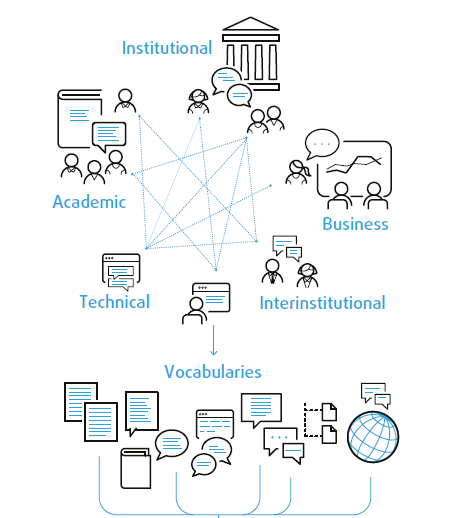 Institutional
Academic
Business
Technical
Interinstitutional
Vocabularies